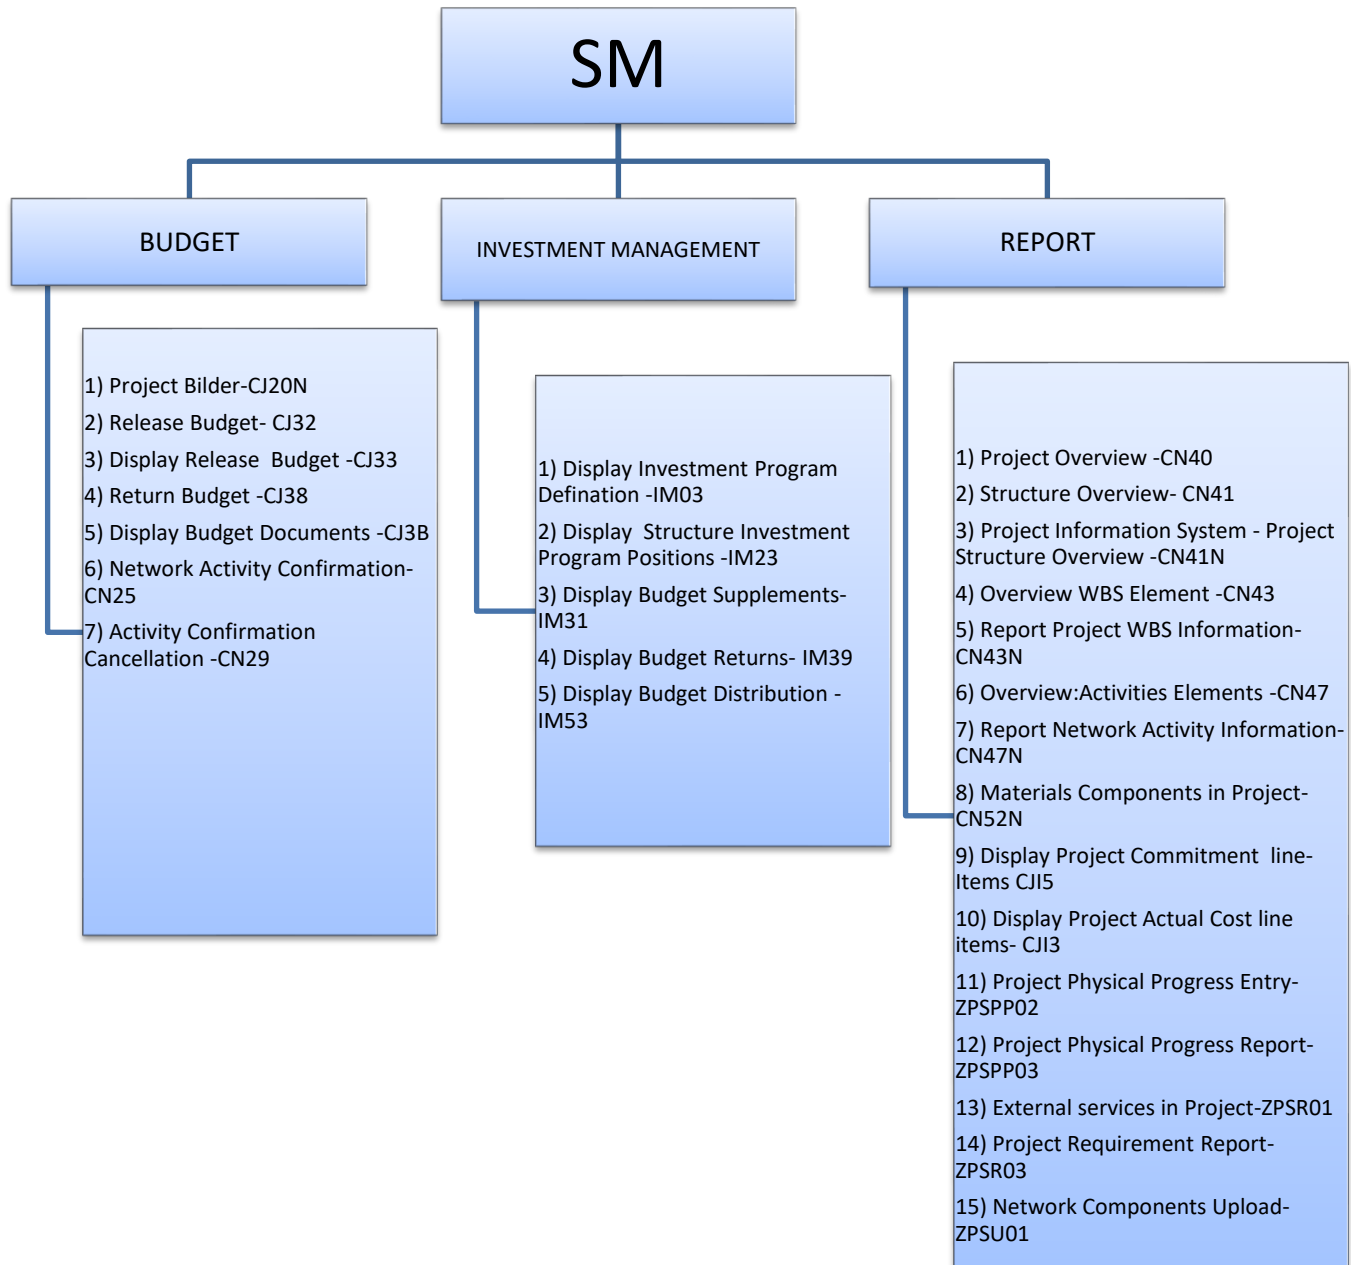 SM
BUDGET
INVESTMENT MANAGEMENT
REPORT
1) Project Bilder-CJ20N
2) Release Budget- CJ32
3) Display Release  Budget -CJ33
4) Return Budget -CJ38
5) Display Budget Documents -CJ3B
6) Network Activity Confirmation-
CN25
7) Activity Confirmation
Cancellation -CN29
1) Display Investment Program
Defination -IM03
2) Display  Structure Investment
Program Positions -IM23
3) Display Budget Supplements-
IM31
4) Display Budget Returns- IM39
5) Display Budget Distribution -
IM53
1) Project Overview -CN40
2) Structure Overview- CN41
3) Project Information System - Project
Structure Overview -CN41N
4) Overview WBS Element -CN43
5) Report Project WBS Information-
CN43N
6) Overview:Activities Elements -CN47
7) Report Network Activity Information-
CN47N
8) Materials Components in Project-
CN52N
9) Display Project Commitment  line-
Items CJI5
10) Display Project Actual Cost line
items- CJI3
11) Project Physical Progress Entry-
ZPSPP02
12) Project Physical Progress Report-
ZPSPP03
13) External services in Project-ZPSR01
14) Project Requirement Report-
ZPSR03
15) Network Components Upload-
ZPSU01